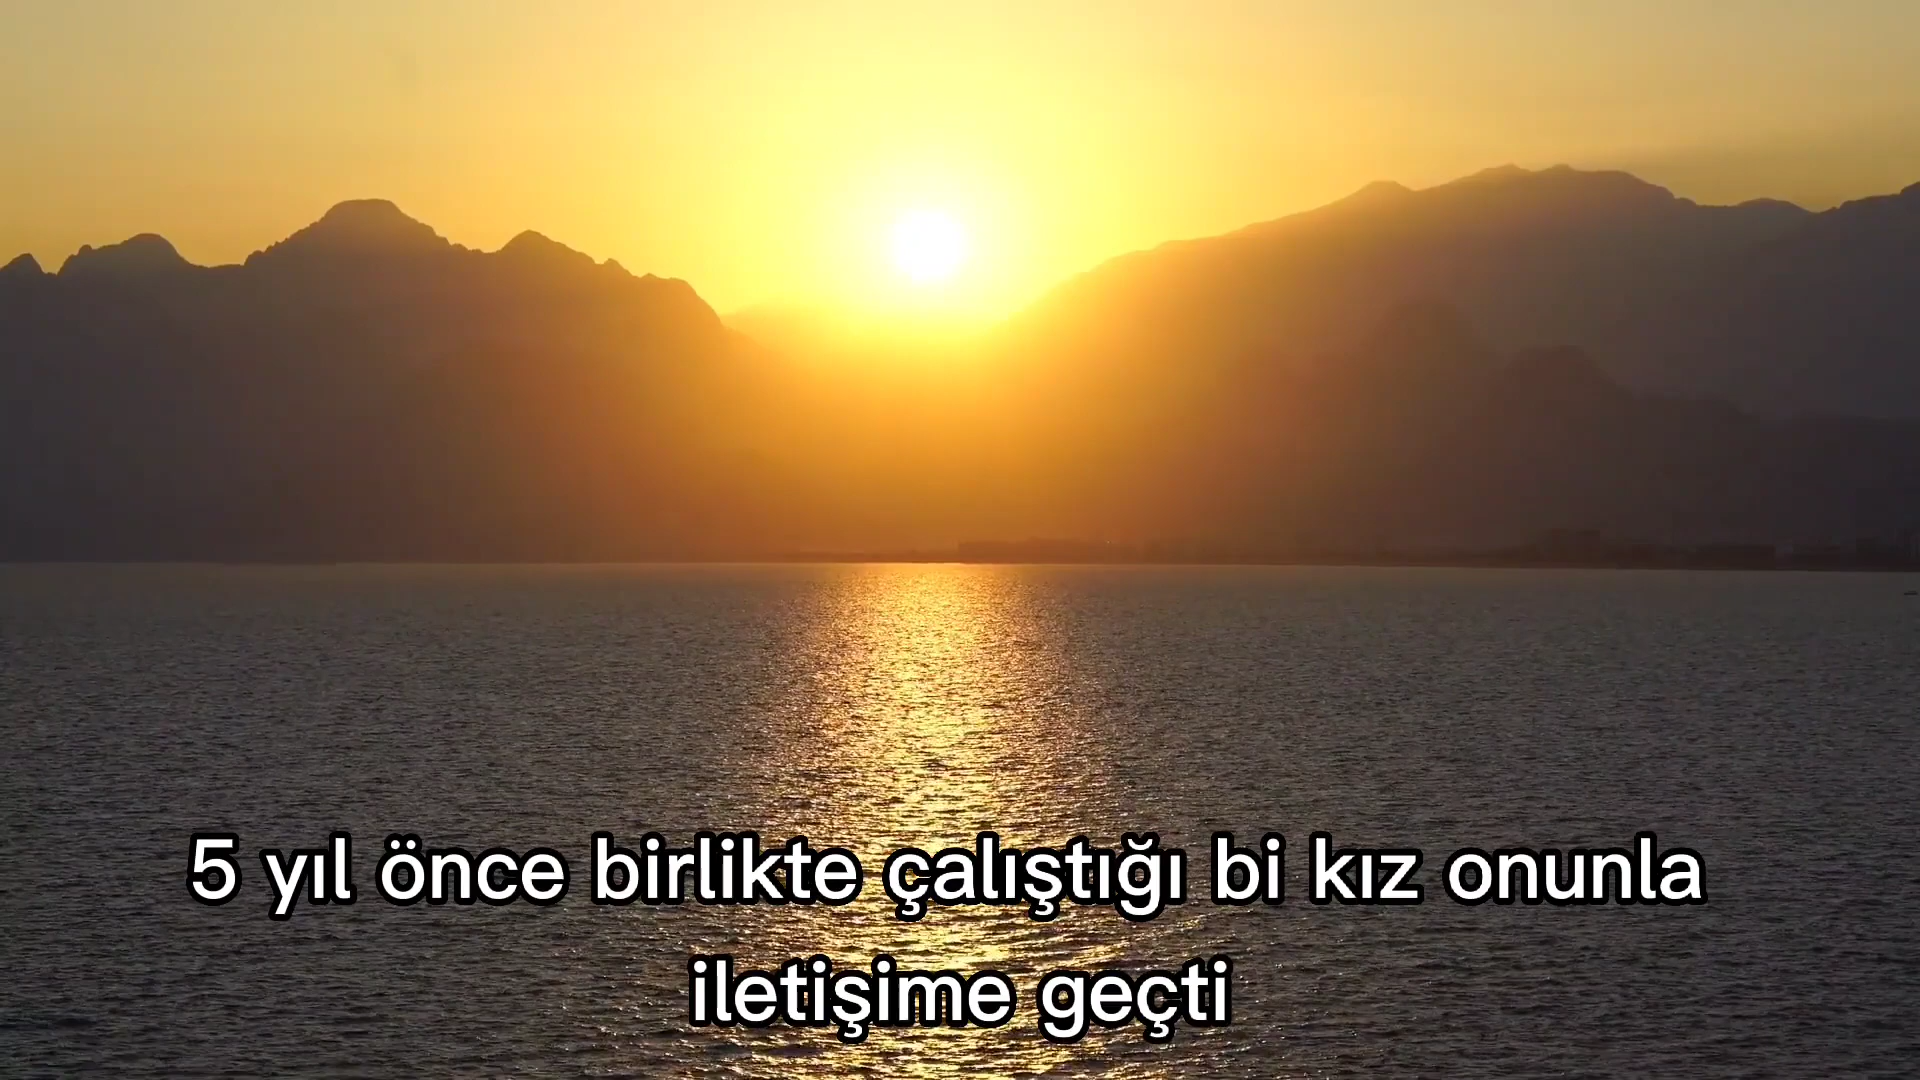 5 yıl önce birlikte çalıştığı bi kız onunla
iletişime geçti